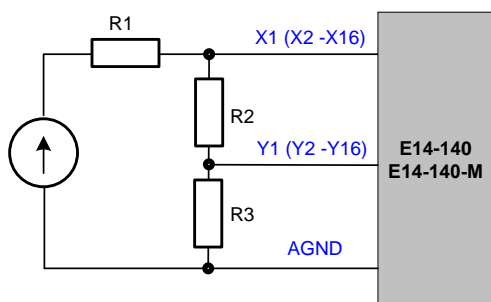 R1
X1 (X2 -X16)
R2
Y1 (Y2 -Y16)
E14-140
E14-140-M
R3
AGND